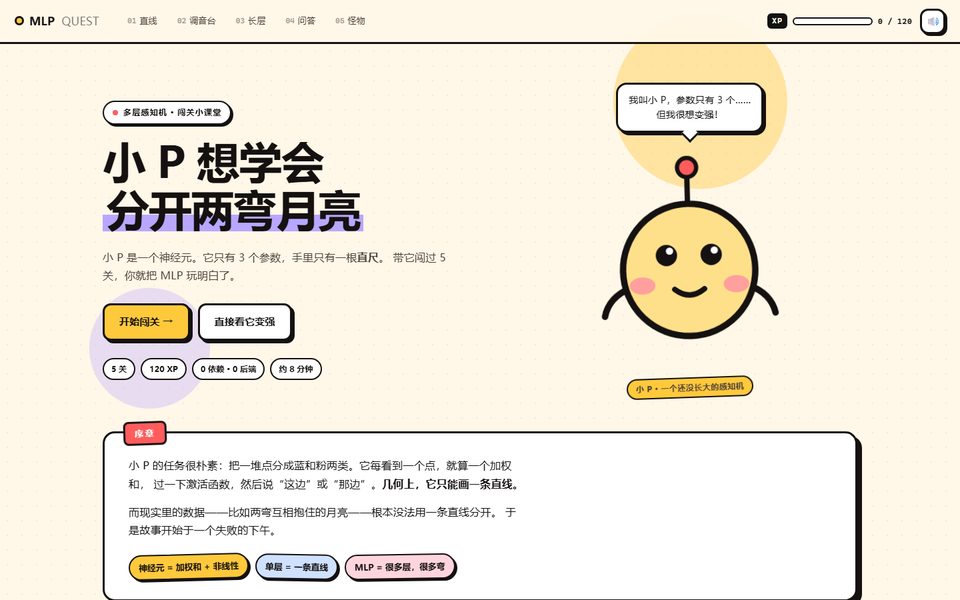 MLP QUEST
01 直线
02 调音台
03 长层
04 问答
05 怪物
XP
0 / 120
多层感知机 · 闯关小课堂
小 P 想学会
分开两弯月亮
小 P 是一个神经元。它只有 3 个参数，手里只有一根直尺。 带它闯过 5
关，你就把 MLP 玩明白了。
开始闯关 →
直接看它变强
5 关
120 XP
0 依赖 · 0 后端
约 8 分钟
我叫小 P，参数只有 3 个……
但我很想变强！
小 P · 一个还没长大的感知机
序章
小 P 的任务很朴素：把一堆点分成蓝和粉两类。它每看到一个点，就算一个加权
和， 过一下激活函数，然后说“这边”或“那边”。几何上，它只能画一条直线。
而现实里的数据——比如两弯互相抱住的月亮——根本没法用一条直线分开。 于
是故事开始于一个失败的下午。
神经元 = 加权和 + 非线性
单层 = 一条直线
MLP = 很多层，很多弯